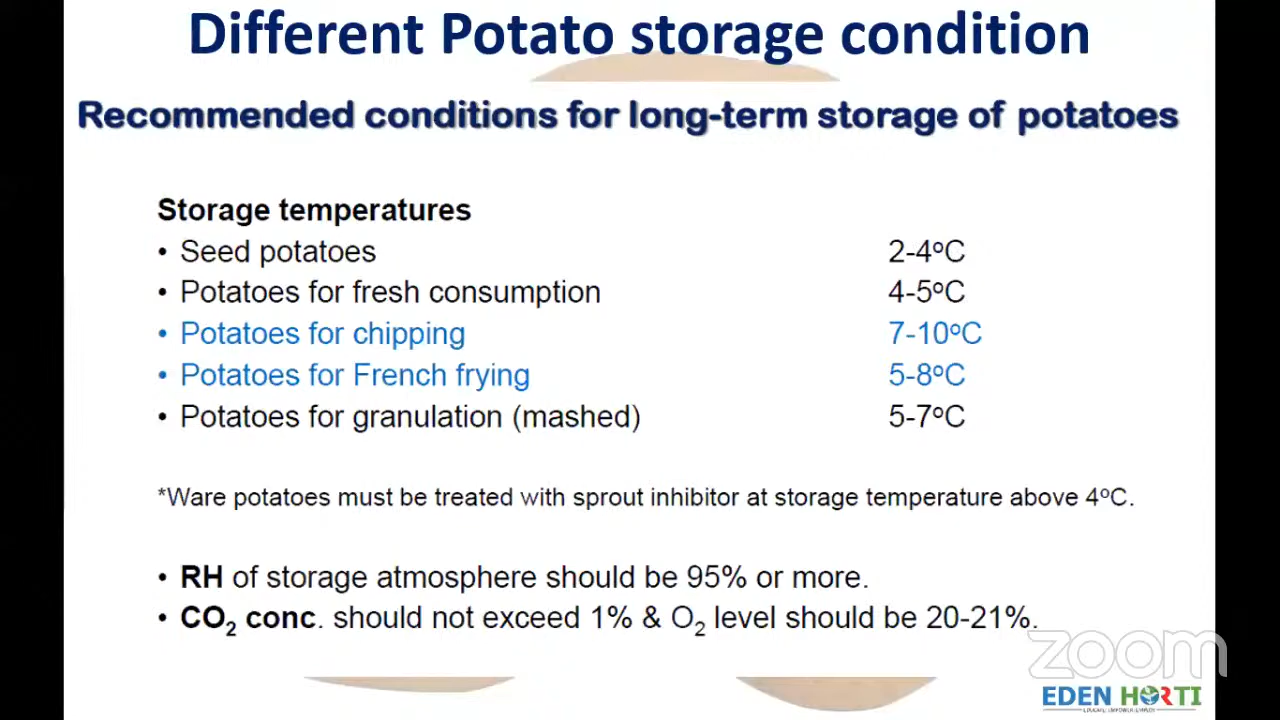 Different Potato storage condition
Recommended conditions for long-term storage of potatoes
Storage temperatures
• Seed potatoes 2-4ºC
• Potatoes for fresh consumption 4-5ºC
• Potatoes for chipping 7-10ºC
• Potatoes for French frying 5-8ºC
• Potatoes for granulation (mashed) 5-7ºC
*Ware potatoes must be treated with sprout inhibitor at storage temperature above 4ºC.
• RH of storage atmosphere should be 95% or more.
• CO₂ conc. should not exceed 1% & O₂ level should be 20-21%.
zoom
EDEN HORTI
EDUCATE, EMPOWER, EMPLOY